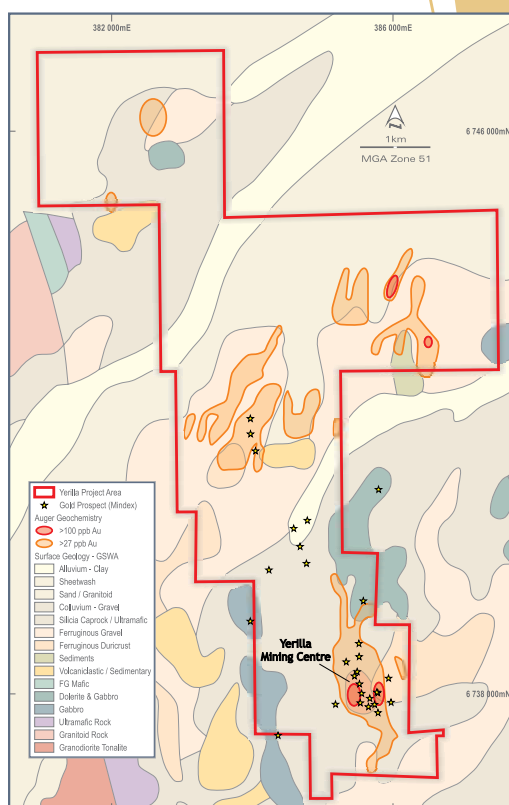 382 000mE
386 000mE
6 746 000mN
1km
MGA Zone 51
Yerilla Project Area
Gold Prospect (Mindex)
Auger Geochemistry
>100 ppb Au
>27 ppb Au
Surface Geology - GSWA
Alluvium - Clay
Sheetwash
Sand / Granitoid
Colluvium - Gravel
Silicia Caprock / Ultramafic
Ferruginous Gravel
Ferruginous Duricrust
Sediments
Volcaniclastic / Sedimentary
FG Mafic
Dolerite & Gabbro
Gabbro
Ultramafic Rock
Granitoid Rock
Granodiorite Tonalite
Yerilla
Mining Centre
6 738 000mN